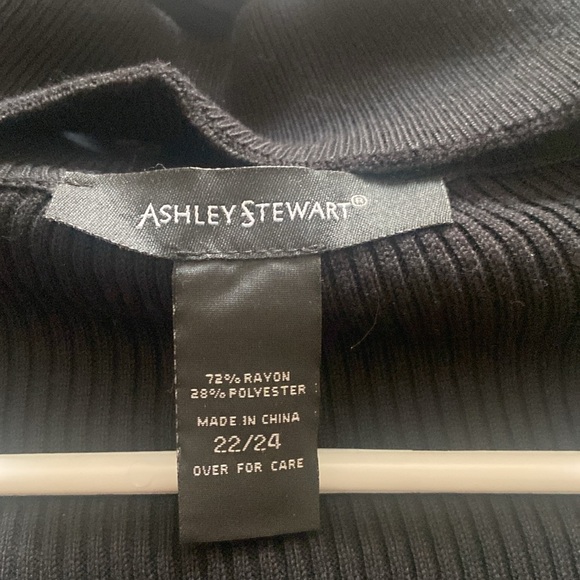 ASHLEY STEWART®
72% RAYON
28% POLYESTER
MADE IN CHINA
22/24
OVER FOR CARE